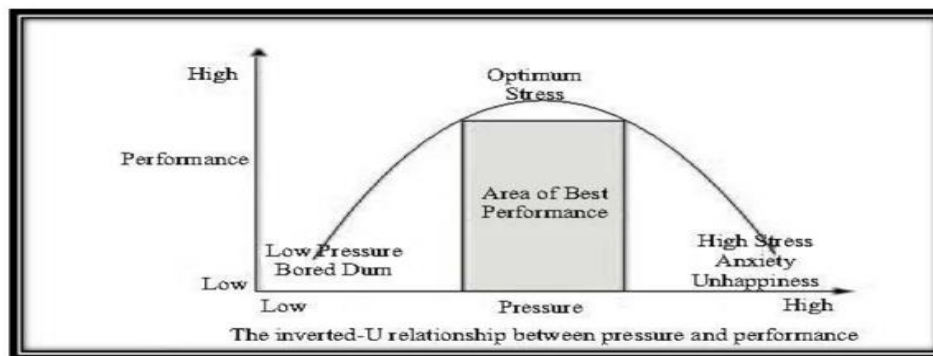 High
Optimum
Stress
Performance
Area of Best
Performance
Low Pressure
Bored Dum
High Stress
Anxiety
Unhappiness
Low
Low
Pressure
High
The inverted-U relationship between pressure and performance